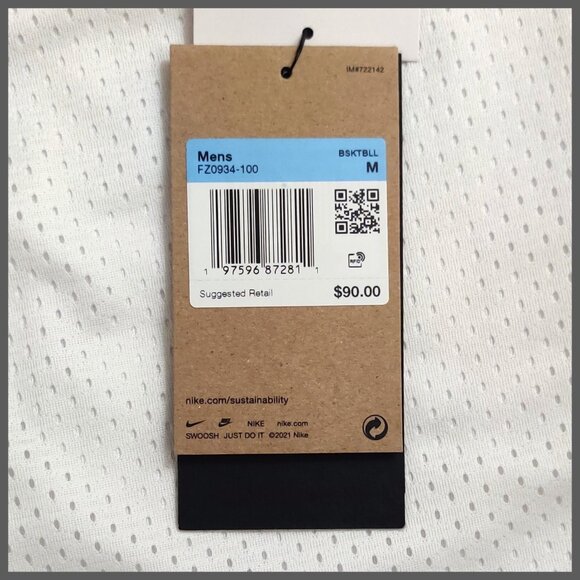 IM#722142
Mens BSKTBLL
FZ0934-100 M
1 97596 87281 1
RFID
Suggested Retail $90.00
nike.com/sustainability
NIKE nike.com
SWOOSH JUST DO IT ©2021 Nike